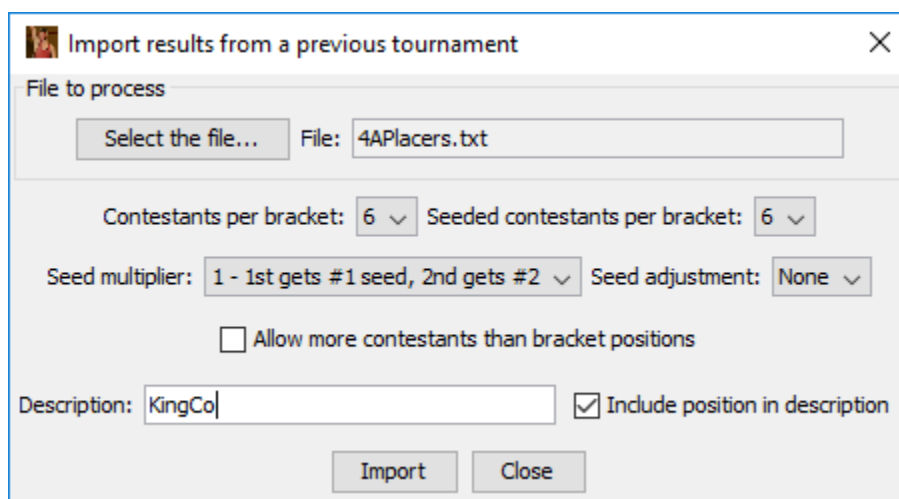 Import results from a previous tournament
File to process
Select the file... File: 4APlacers.txt
Contestants per bracket: 6 Seeded contestants per bracket: 6
Seed multiplier: 1 - 1st gets #1 seed, 2nd gets #2 Seed adjustment: None
Allow more contestants than bracket positions
Description: KingCo Include position in description
Import Close